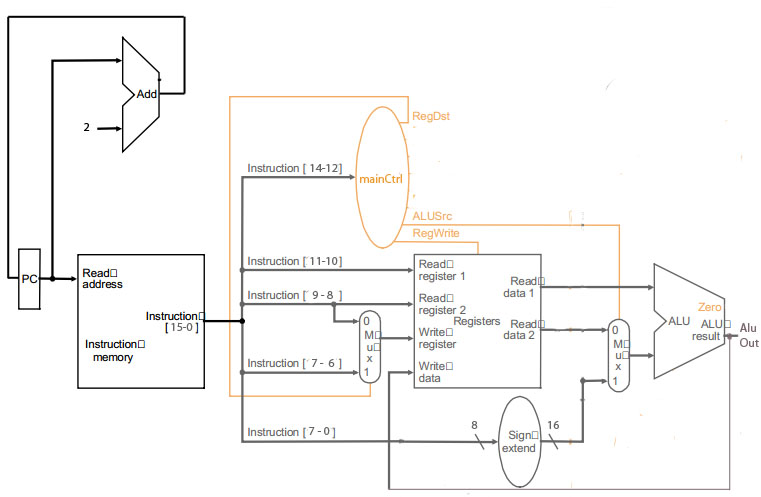 Add
2
RegDst
Instruction [ 14-12]
mainCtrl
ALUSrc
RegWrite
PC
Read□
address
Instruction□
[ 15-0 ]
Instruction□
memory
Instruction [ 11-10]
Instruction [ 9 - 8 ]
Instruction [ 7 - 6 ]
Instruction [ 7 - 0 ]
0
M□
u□
x
1
Read□
register 1
Read□
register 2
Write□
register
Write□
data
Registers
Read□
data 1
Read□
data 2
0
M□
u□
x
1
Zero
ALU
ALU□
result
Alu
Out
8
Sign□
extend
16